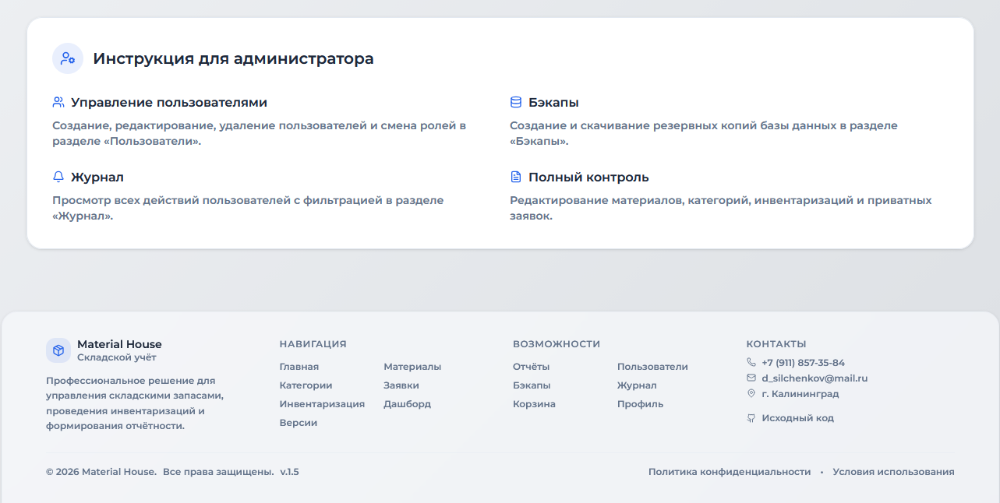 Инструкция для администратора
Управление пользователями
Создание, редактирование, удаление пользователей и смена ролей в
разделе «Пользователи».
Бэкапы
Создание и скачивание резервных копий базы данных в разделе
«Бэкапы».
Журнал
Просмотр всех действий пользователей с фильтрацией в разделе
«Журнал».
Полный контроль
Редактирование материалов, категорий, инвентаризаций и приватных
заявок.
Material House
Складской учёт
Профессиональное решение для
управления складскими запасами,
проведения инвентаризаций и
формирования отчётности.
НАВИГАЦИЯ
Главная
Материалы
Категории
Заявки
Инвентаризация
Дашборд
Версии
ВОЗМОЖНОСТИ
Отчёты
Пользователи
Бэкапы
Журнал
Корзина
Профиль
КОНТАКТЫ
+7 (911) 857-35-84
d_silchenkov@mail.ru
г. Калининград
Исходный код
© 2026 Material House. Все права защищены. v.1.5
Политика конфиденциальности • Условия использования